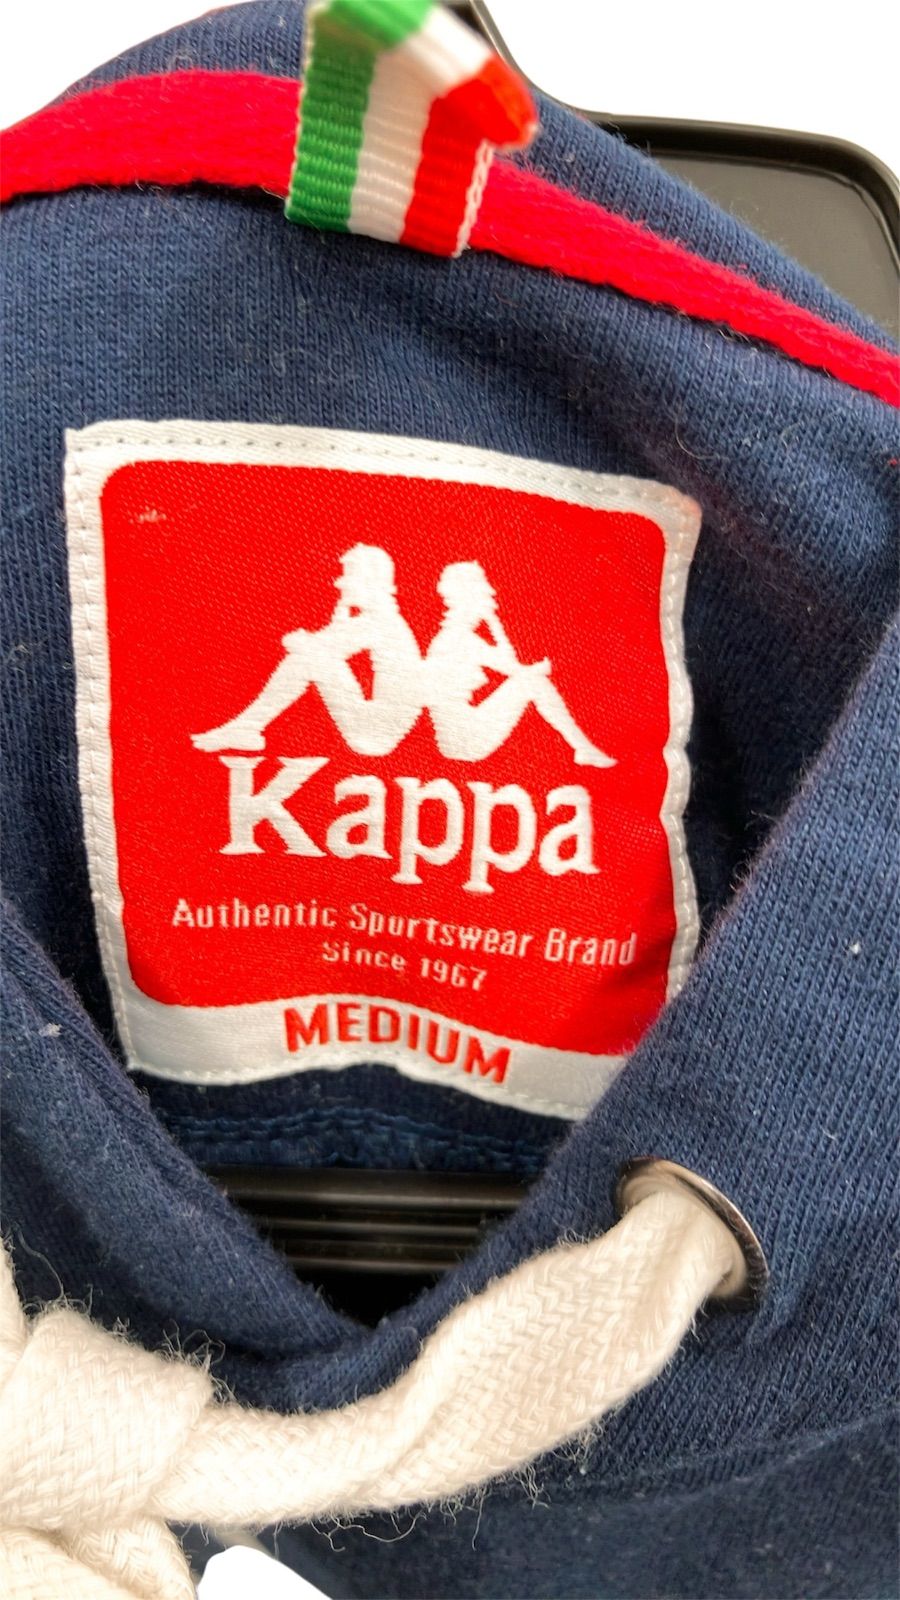 Kappa
Authentic Sportswear Brand
Since 1967
MEDIUM